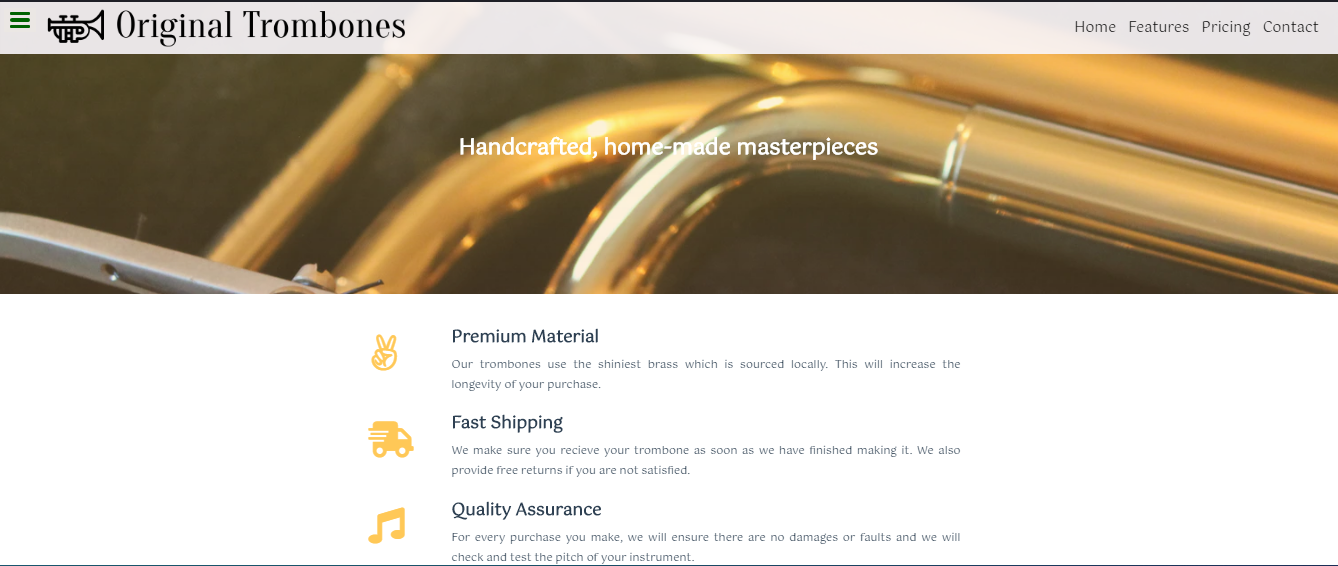 Original Trombones
Home Features Pricing Contact
Handcrafted, home-made masterpieces
Premium Material
Our trombones use the shiniest brass which is sourced locally. This will increase the
longevity of your purchase.
Fast Shipping
We make sure you recieve your trombone as soon as we have finished making it. We also
provide free returns if you are not satisfied.
Quality Assurance
For every purchase you make, we will ensure there are no damages or faults and we will
check and test the pitch of your instrument.